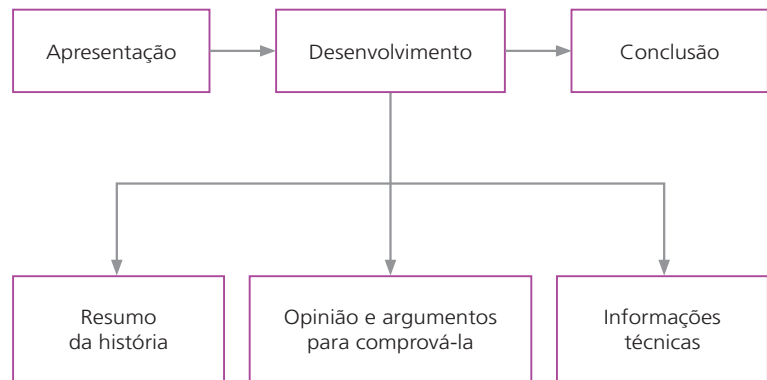 Apresentação
Desenvolvimento
Conclusão
Resumo
da história
Opinião e argumentos
para comprová-la
Informações
técnicas